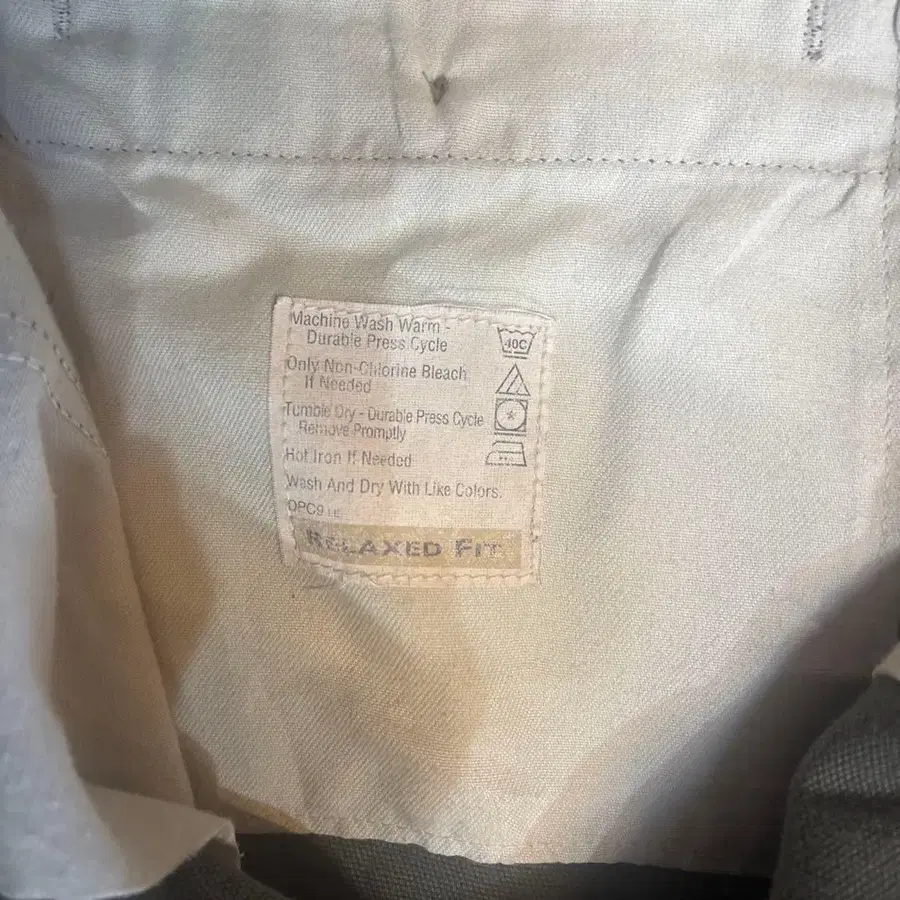 Machine Wash Warm -
Durable Press Cycle
40C
Only Non-Chlorine Bleach
If Needed
Tumble Dry - Durable Press Cycle
Remove Promptly
Hot Iron If Needed
Wash And Dry With Like Colors.
RELAXED FIT